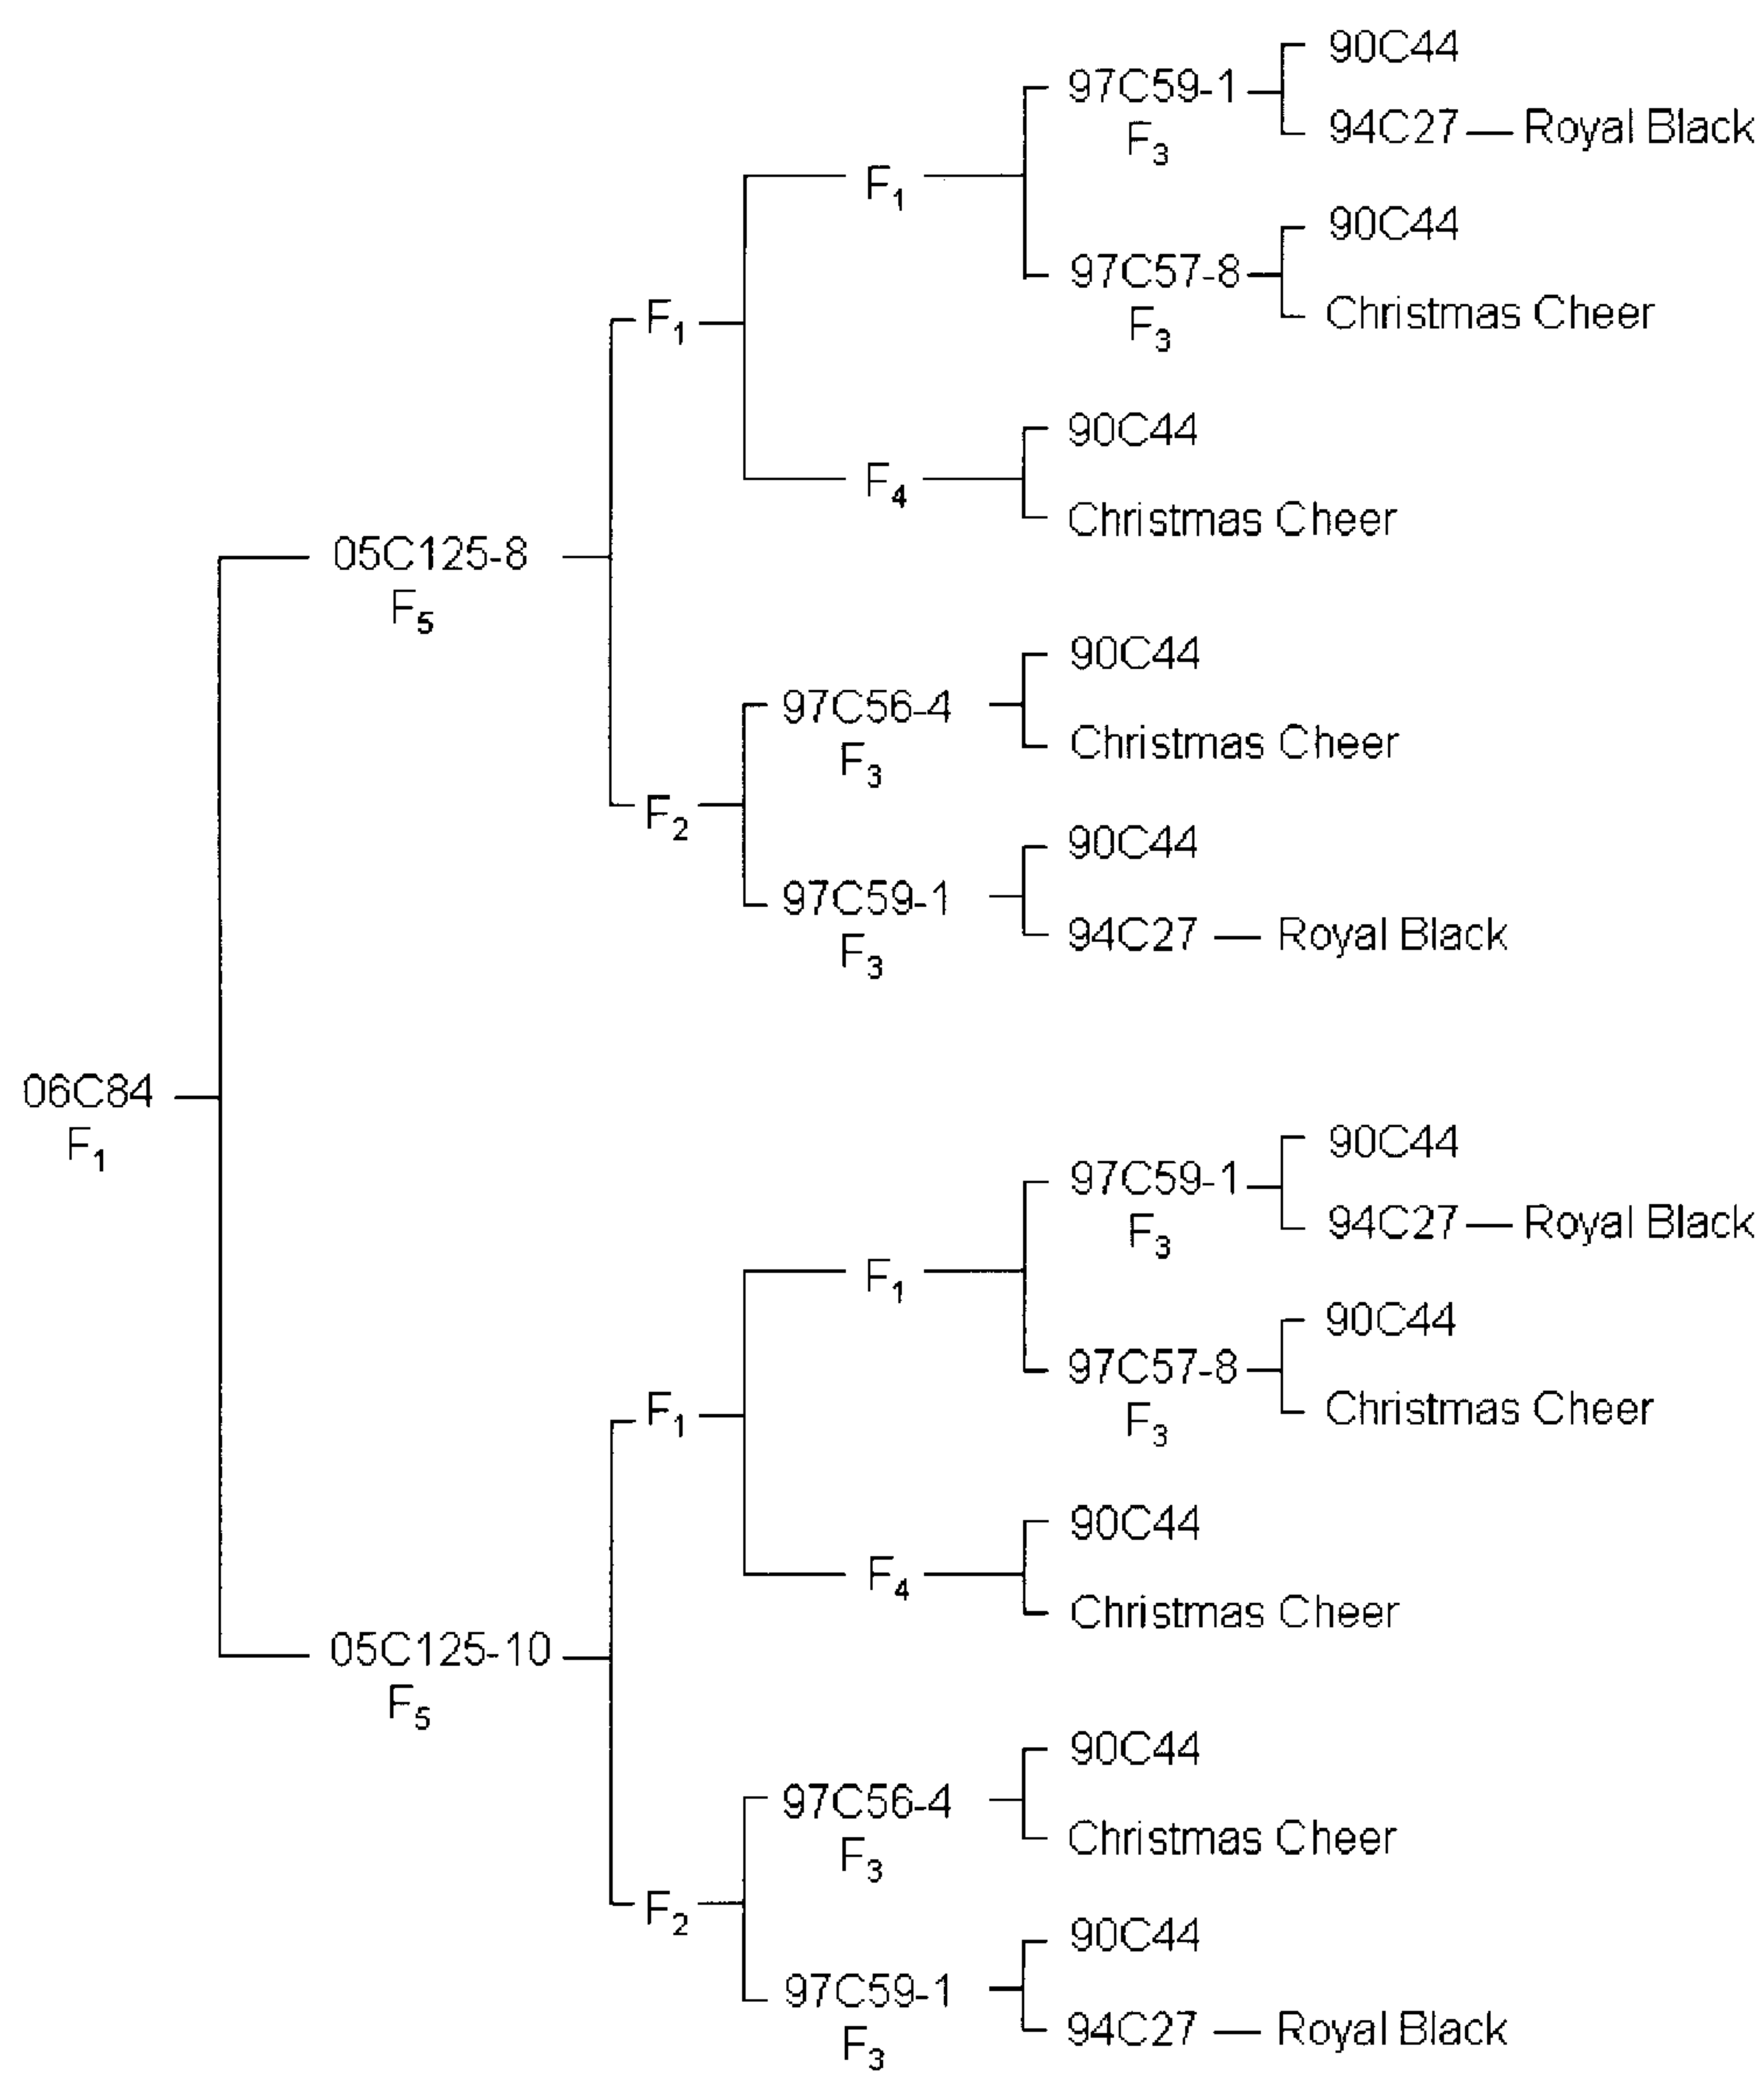 90C44
97C59-1
F3
94C27 — Royal Black
F1
90C44
97C57-8
F3
Christmas Cheer
F1
90C44
F4
Christmas Cheer
05C125-8
F5
90C44
97C56-4
F3
Christmas Cheer
F2
90C44
97C59-1
F3
94C27 — Royal Black
06C84
F1
90C44
97C59-1
F3
94C27 — Royal Black
F1
90C44
97C57-8
F3
Christmas Cheer
F1
90C44
F4
Christmas Cheer
05C125-10
F5
90C44
97C56-4
F3
Christmas Cheer
F2
90C44
97C59-1
F3
94C27 — Royal Black